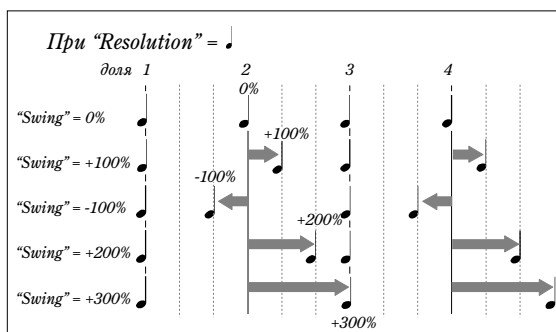 При “Resolution” = ♩
доля 1 2 3 4
0%
“Swing” = 0%
+100%
“Swing” = +100%
-100%
“Swing” = -100%
+200%
“Swing” = +200%
“Swing” = +300%
+300%